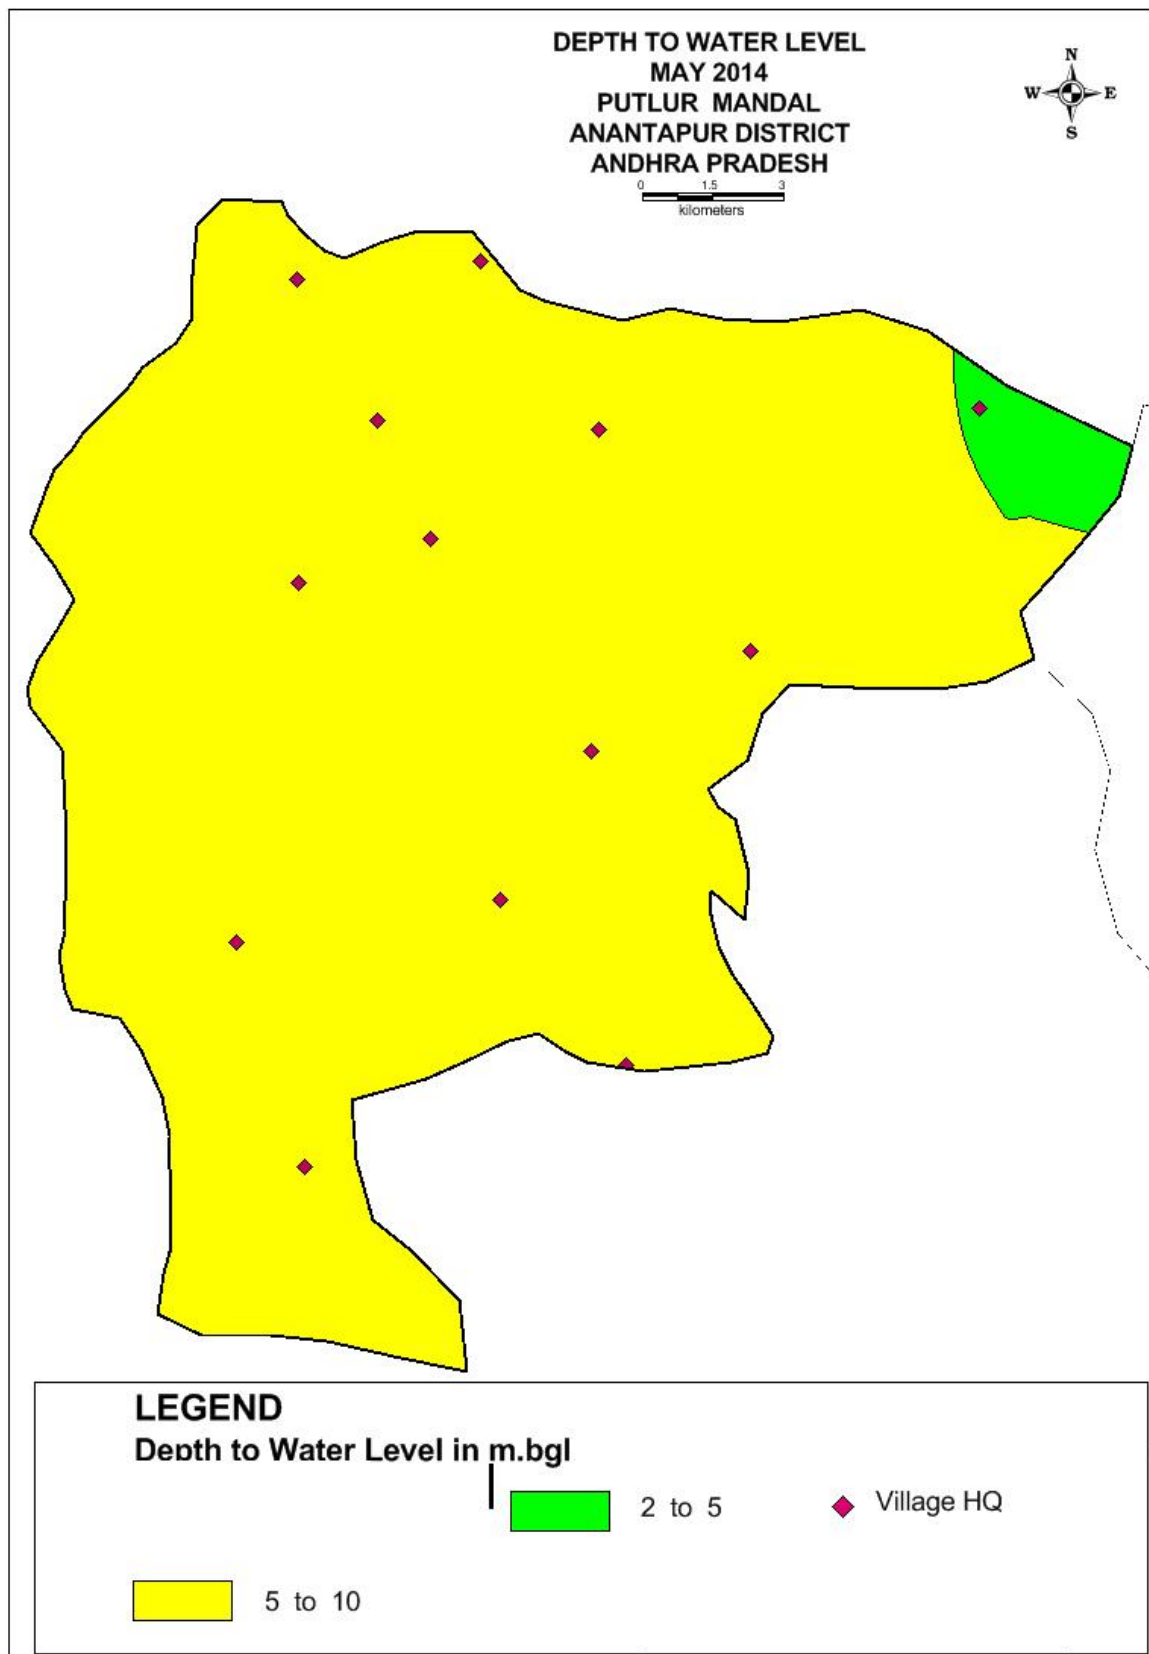 DEPTH TO WATER LEVEL
MAY 2014
PUTLUR MANDAL
ANANTAPUR DISTRICT
ANDHRA PRADESH
N
W E
S
0 1.5 3
kilometers
LEGEND
Depth to Water Level in m.bgl
2 to 5
Village HQ
5 to 10